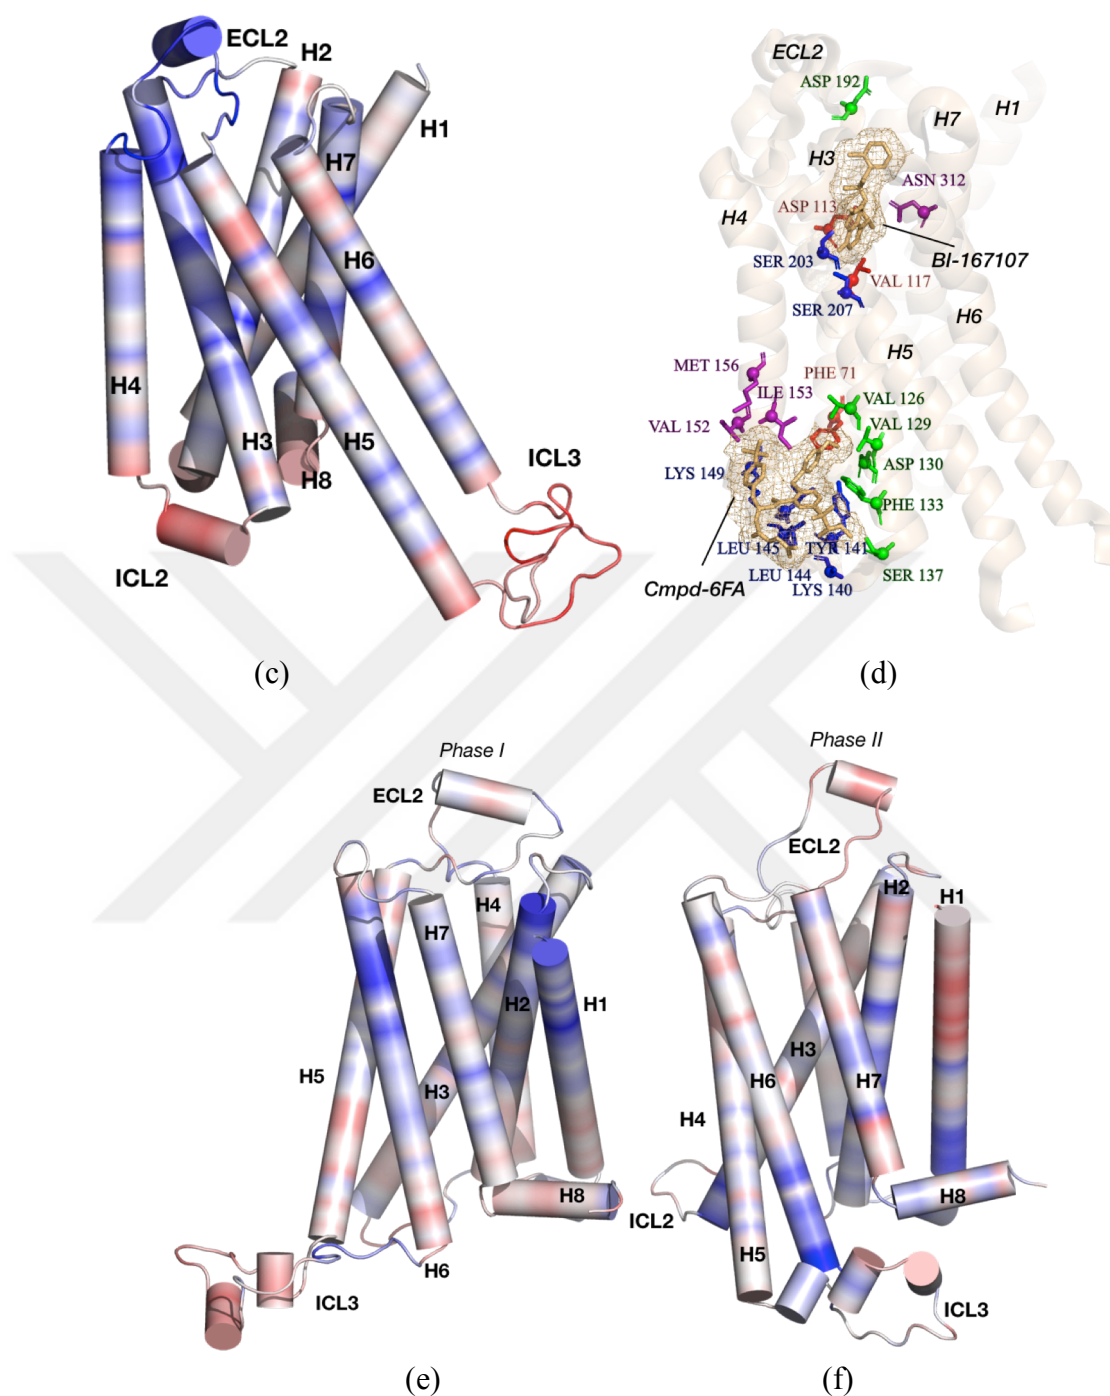 ECL2
H2
H1
H7
H6
H4
H3
H5
H8
ICL3
ICL2
(c)
ECL2
ASP 192
H7
H1
H3
ASN 312
H4
ASP 113
BI-167107
SER 203
VAL 117
SER 207
H6
H5
MET 156
PHE 71
ILE 153
VAL 126
VAL 152
VAL 129
LYS 149
ASP 130
PHE 133
LEU 145
TYR 141
LEU 144
SER 137
Cmpd-6FA
LYS 140
(d)
Phase I
ECL2
H4
H7
H2
H1
H5
H3
H8
H6
ICL3
(e)
Phase II
ECL2
H2
H1
H3
H6
H7
H4
H8
ICL2
H5
ICL3
(f)